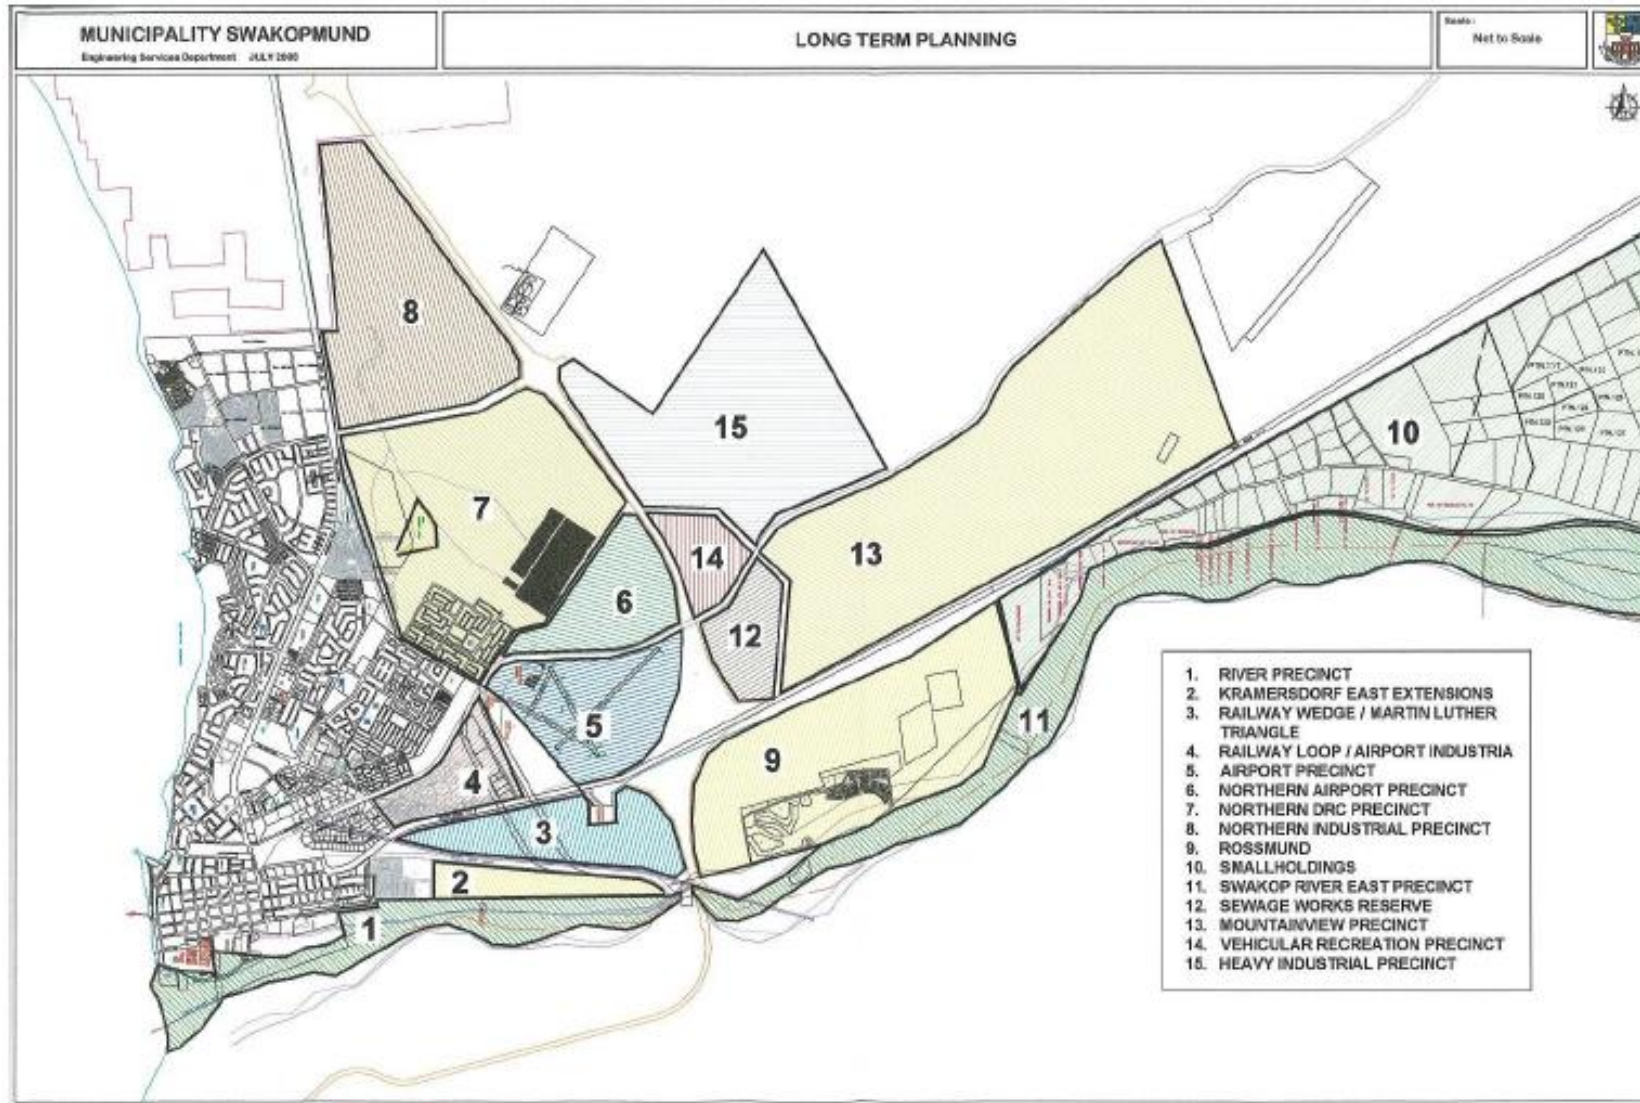 MUNICIPALITY SWAKOPMUND
Engineering Services Department JULY
LONG TERM PLANNING
Scale:
Not to Scale
8
15
10
7
13
14
6
12
5
11
9
4
3
2
1
1. RIVER PRECINCT
2. KRAMERSDORF EAST EXTENSIONS
3. RAILWAY WEDGE / MARTIN LUTHER
TRIANGLE
4. RAILWAY LOOP / AIRPORT INDUSTRIA
5. AIRPORT PRECINCT
6. NORTHERN AIRPORT PRECINCT
7. NORTHERN DRC PRECINCT
8. NORTHERN INDUSTRIAL PRECINCT
9. ROSSMUND
10. SMALLHOLDINGS
11. SWAKOP RIVER EAST PRECINCT
12. SEWAGE WORKS RESERVE
13. MOUNTAINVIEW PRECINCT
14. VEHICULAR RECREATION PRECINCT
15. HEAVY INDUSTRIAL PRECINCT